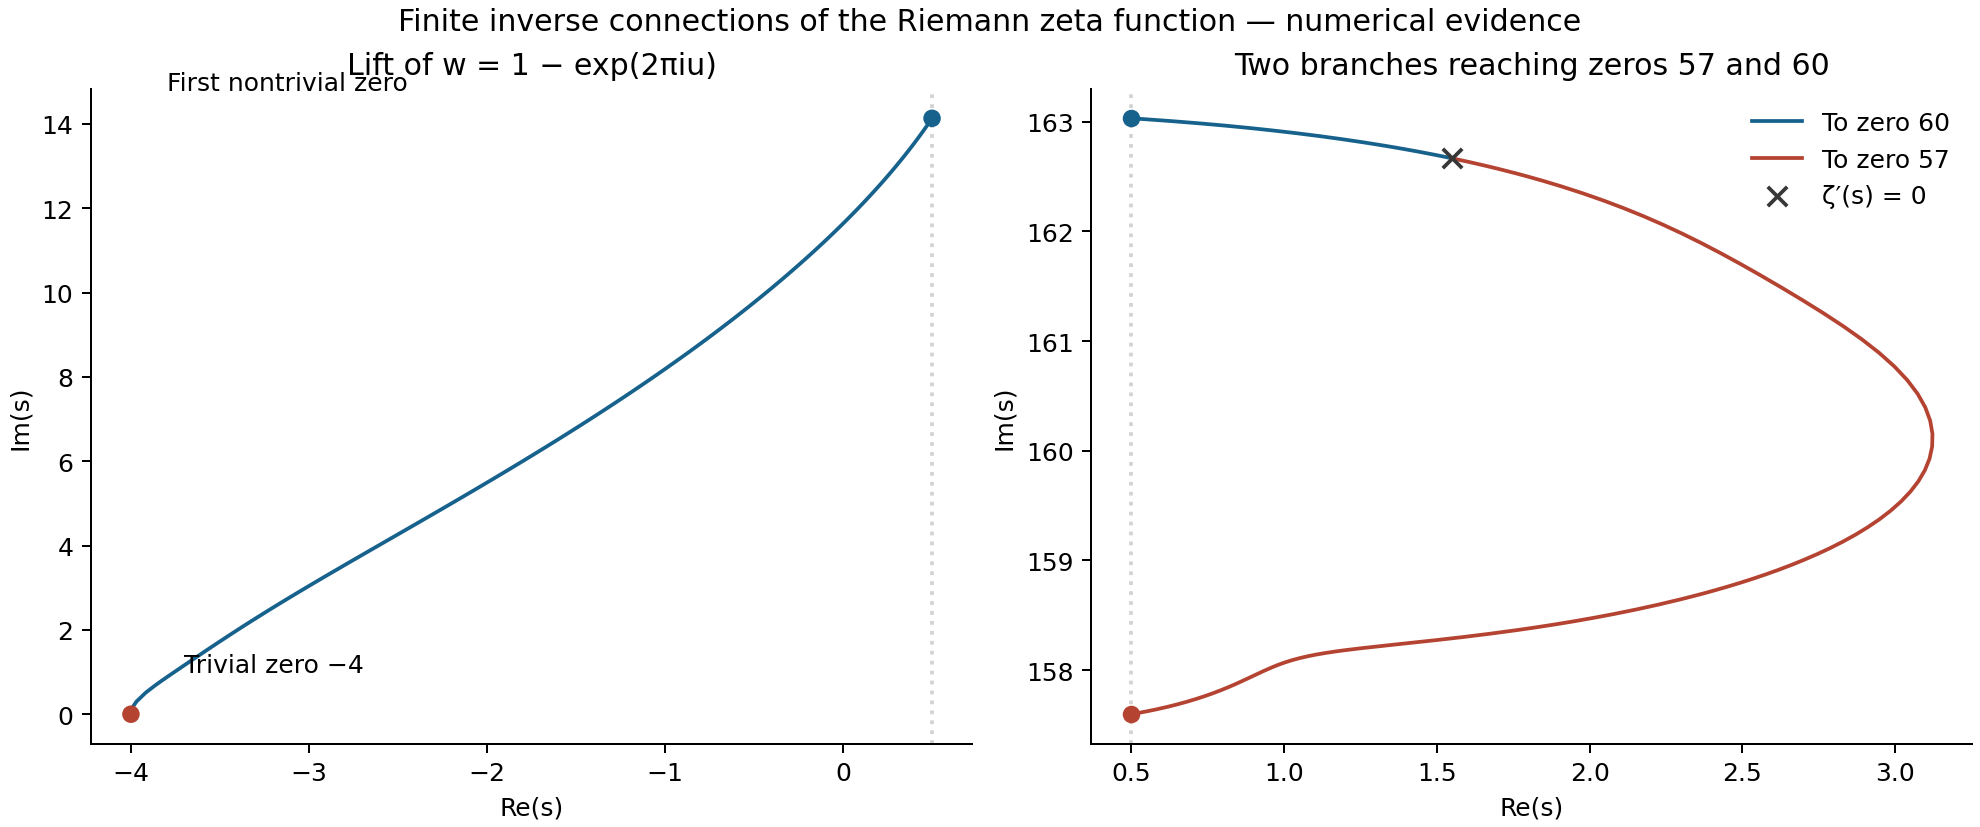 Finite inverse connections of the Riemann zeta function — numerical evidence
Lift of w = 1 − exp(2πiu)
First nontrivial zero
14
12
10
8
6
4
2
0
Im(s)
Trivial zero −4
−4
−3
−2
−1
0
Re(s)
Two branches reaching zeros 57 and 60
To zero 60
To zero 57
ζ′(s) = 0
163
162
161
160
159
158
Im(s)
0.5
1.0
1.5
2.0
2.5
3.0
Re(s)